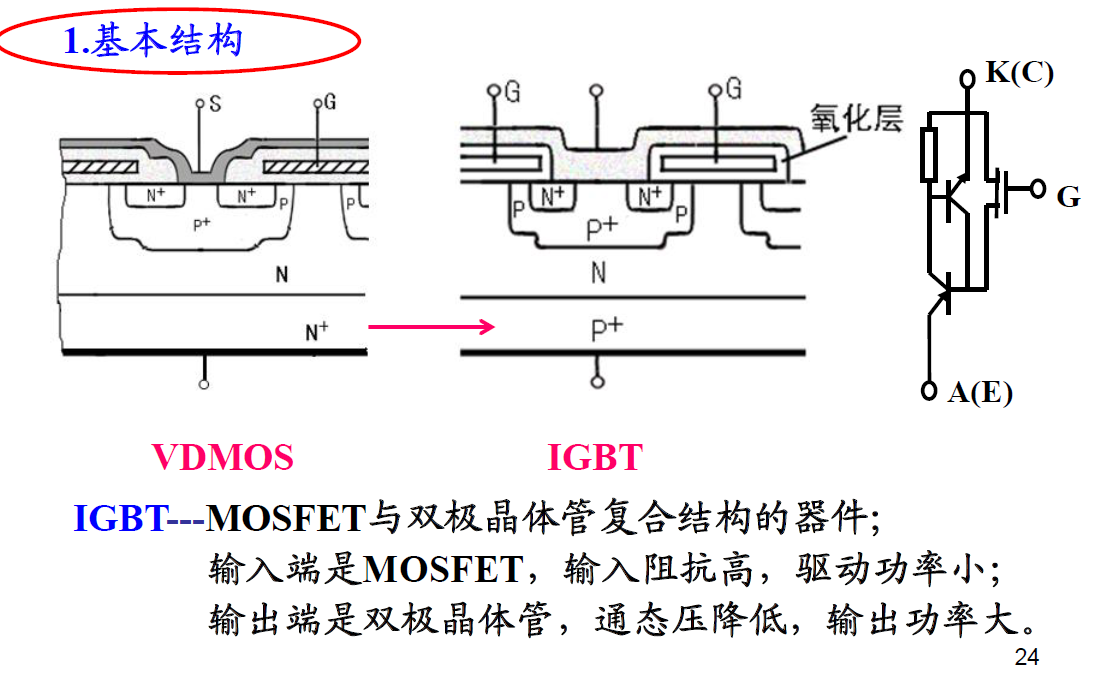 1.基本结构
S
G
N+
N+
P
P
P+
N
N+
VDMOS
G
G
氧化层
P
N+
N+
P
P+
N
P+
IGBT
K(C)
G
A(E)
IGBT---MOSFET与双极晶体管复合结构的器件;
输入端是MOSFET，输入阻抗高，驱动功率小;
输出端是双极晶体管，通态压降低，输出功率大。
24